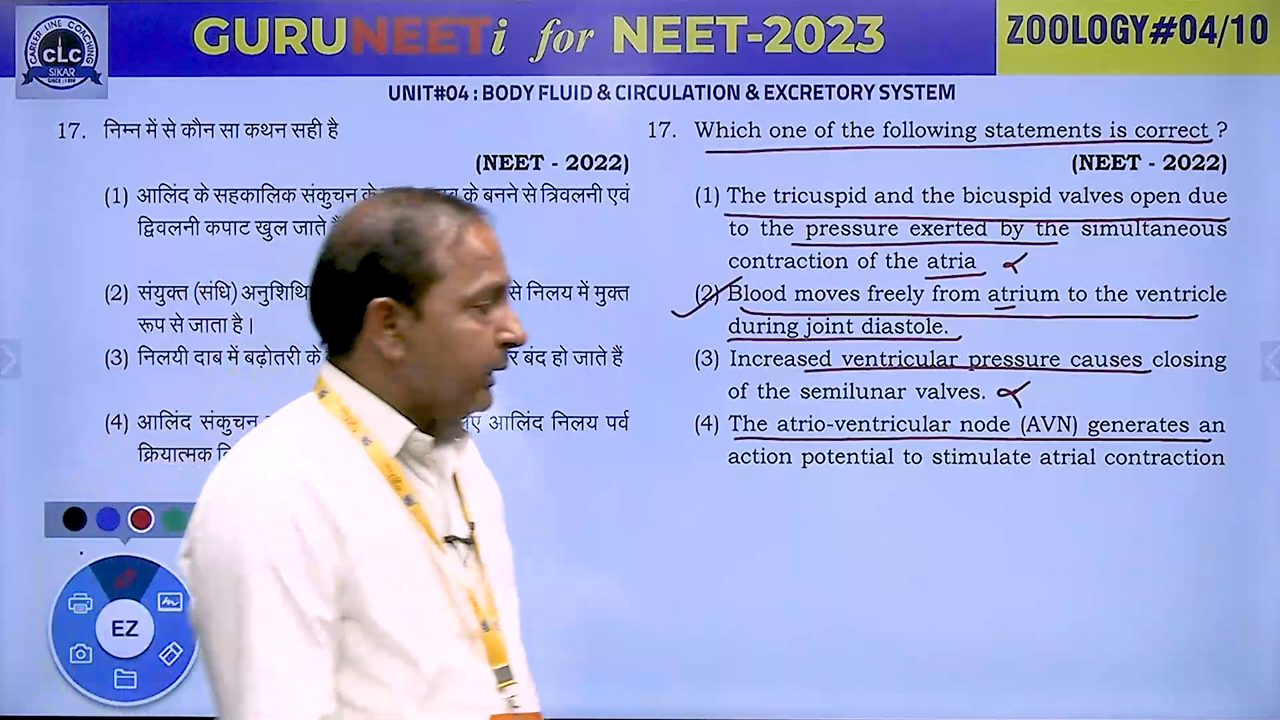 CAREER LINE COACHING
CLC
SIKAR
SINCE : 1996
GURUNEETi for NEET-2023
ZOOLOGY#04/10
UNIT#04 : BODY FLUID & CIRCULATION & EXCRETORY SYSTEM
17. निम्न में से कौन सा कथन सही है
(NEET - 2022)
(1) आलिंद के सहकालिक संकुचन के के बनने से त्रिवलनी एवं
द्विवलनी कपाट खुल जाते
(2) संयुक्त (संधि) अनुशिथि से निलय में मुक्त
रूप से जाता है।
(3) निलयी दाब में बढ़ोतरी के र बंद हो जाते हैं
(4) आलिंद संकुचन आलिंद निलय पर्व
क्रियात्मक
17. Which one of the following statements is correct ?
(NEET - 2022)
(1) The tricuspid and the bicuspid valves open due
to the pressure exerted by the simultaneous
contraction of the atria
(2) Blood moves freely from atrium to the ventricle
during joint diastole.
(3) Increased ventricular pressure causes closing
of the semilunar valves.
(4) The atrio-ventricular node (AVN) generates an
action potential to stimulate atrial contraction
EZ